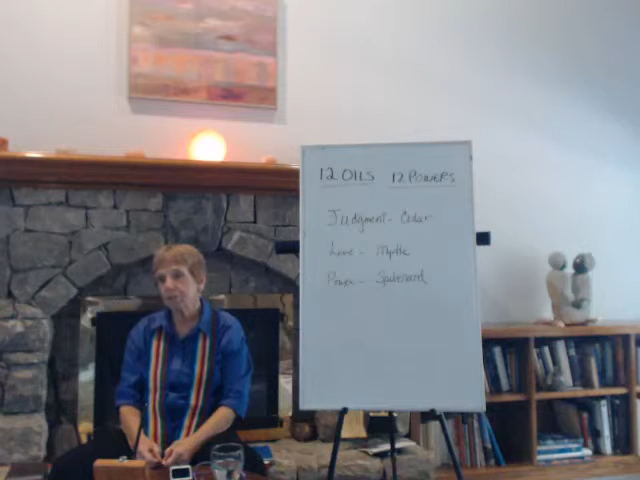 12 OILS 12 POWERS
Judgment - Cedar
Love - Myrtle
Power - Spikenard